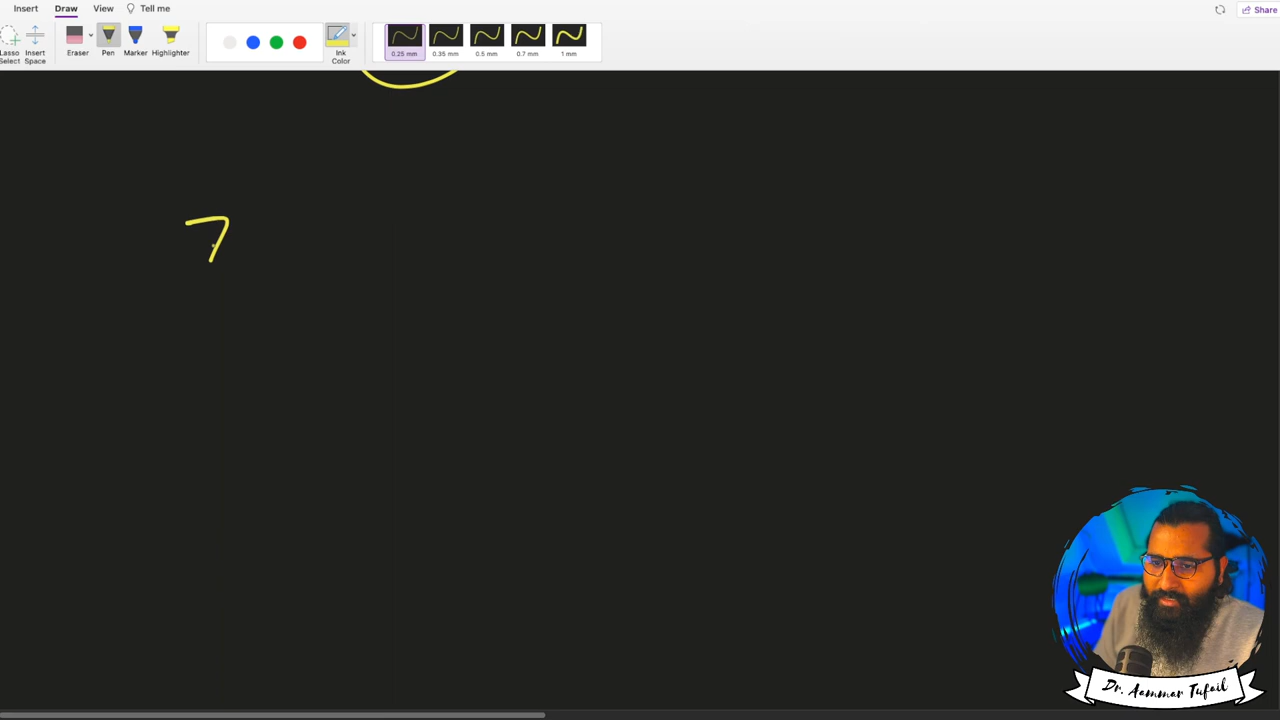 Insert Draw View Tell me
Share
Lasso Select
Insert Space
Eraser
Pen
Marker
Highlighter
Ink Color
0.25 mm 0.35 mm 0.5 mm 0.7 mm 1 mm
7
Dr. Aammar Tufail